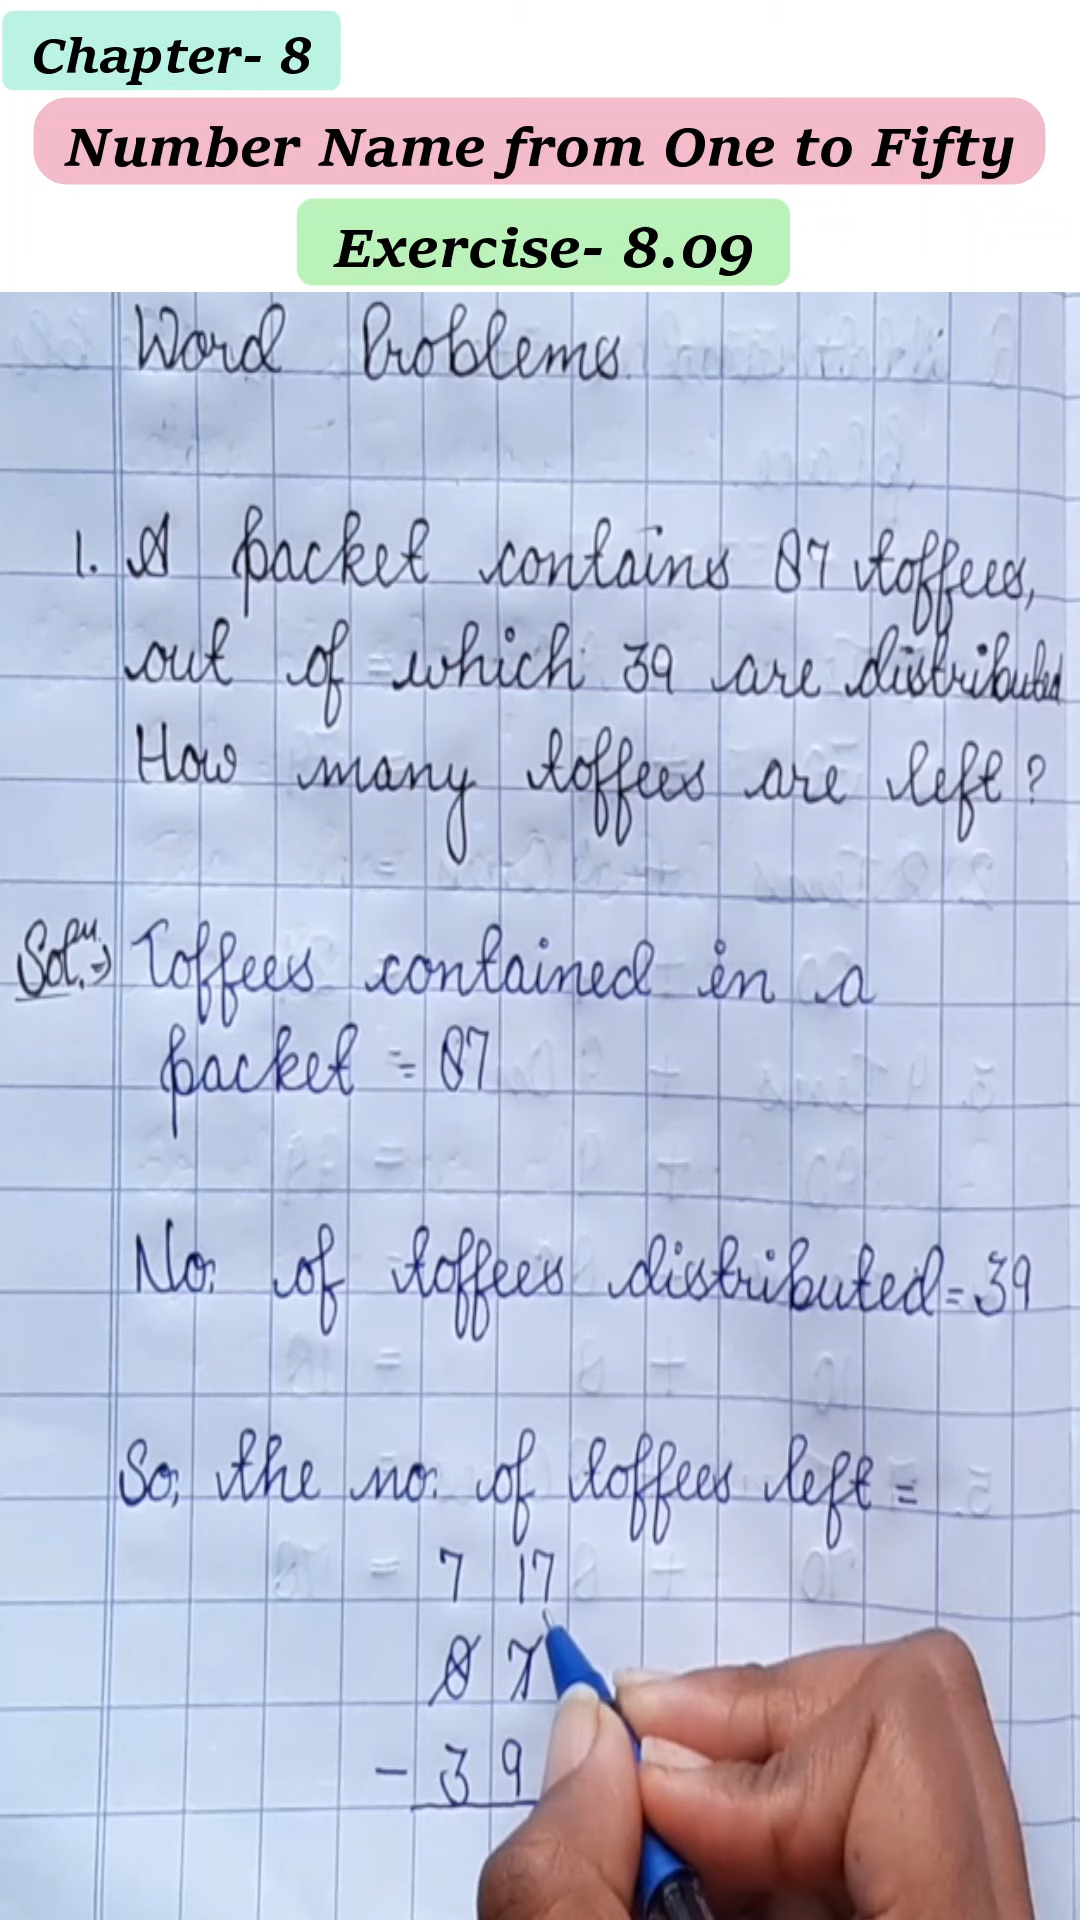 Chapter- 8
Number Name from One to Fifty
Exercise- 8.09
Word Problems.
1. A packet contains 87 toffees,
out of which 39 are distributed
How many toffees are left?
Solⁿ.⇒ Toffees contained in a
packet = 87
No. of toffees distributed = 39
So, the no. of toffees left =
7 17
8 7
- 3 9